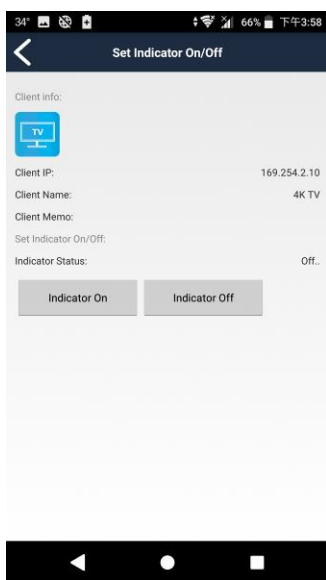 34° 66% 下午3:58
Set Indicator On/Off
Client info:
TV
Client IP: 169.254.2.10
Client Name: 4K TV
Client Memo:
Set Indicator On/Off:
Indicator Status: Off..
Indicator On Indicator Off